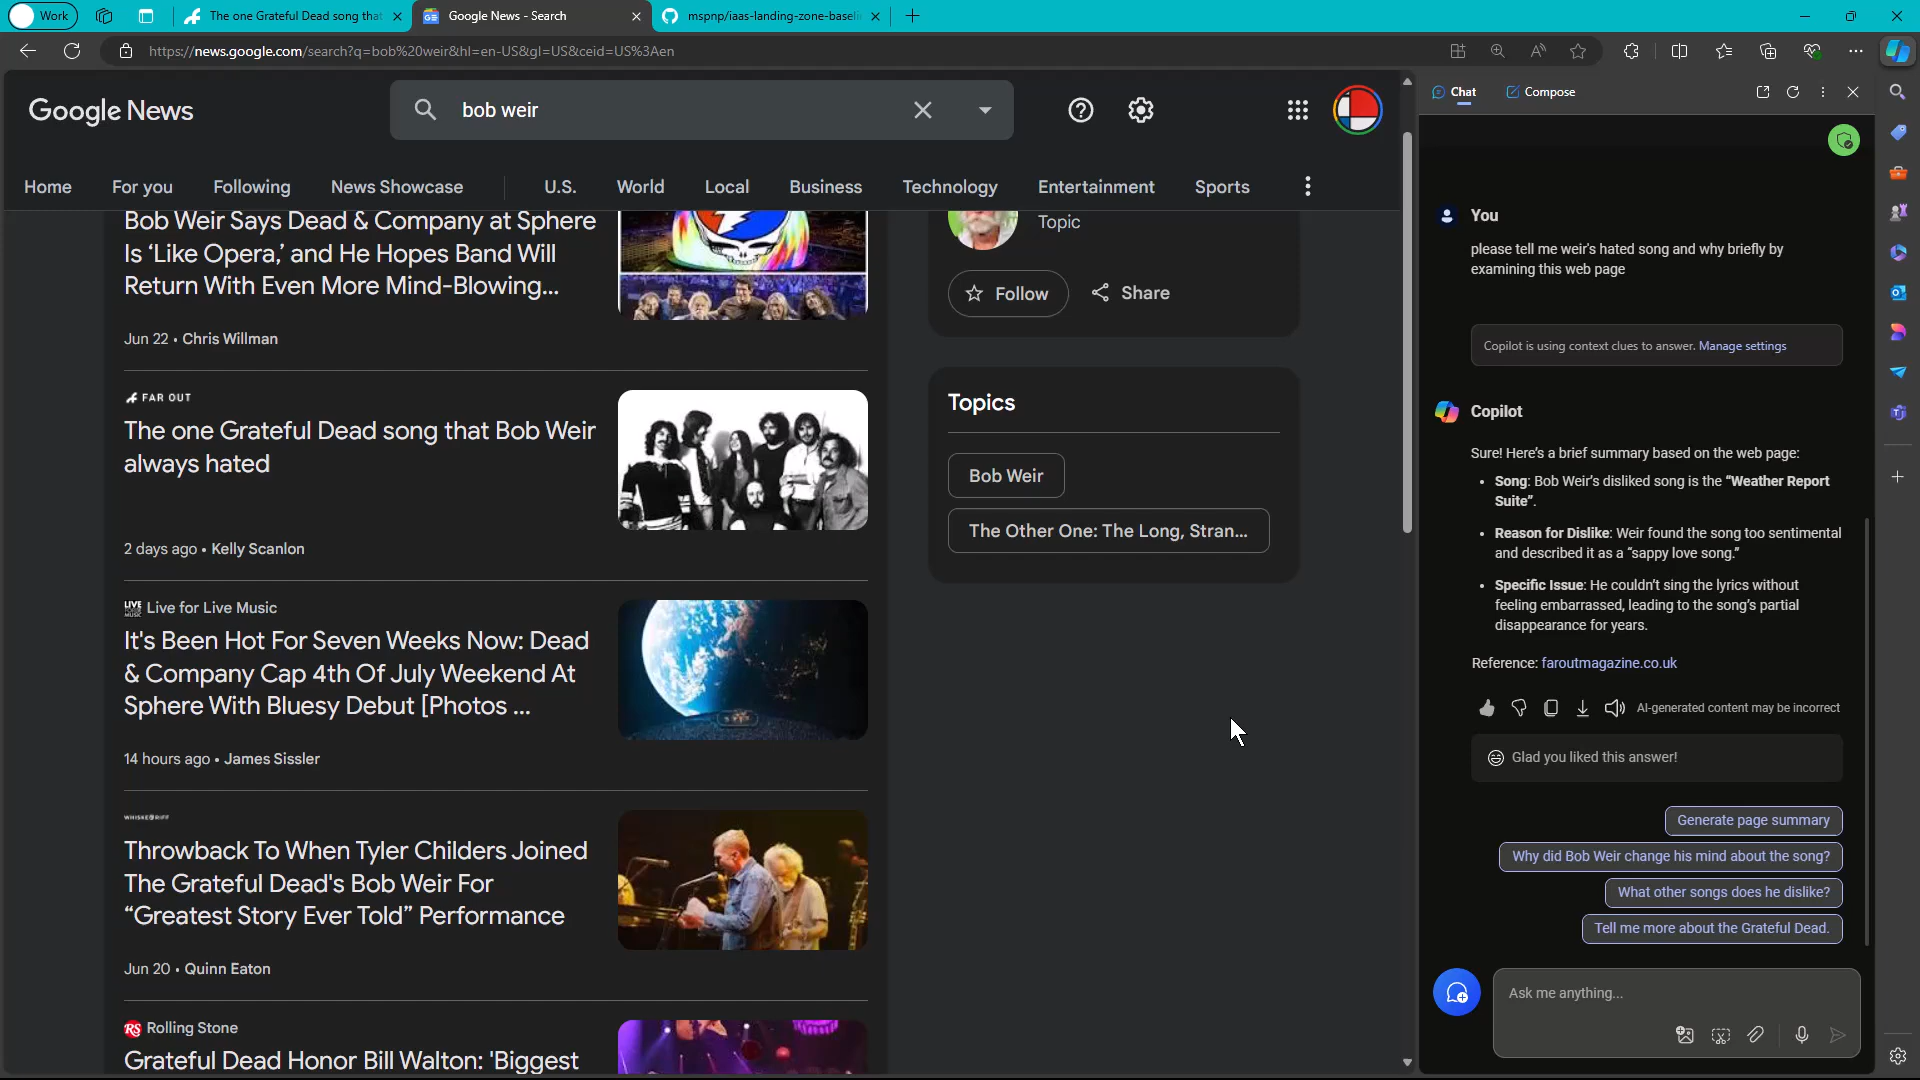 Work
The one Grateful Dead song that
Google News - Search
mspnp/iaas-landing-zone-baseli
https://news.google.com/search?q=bob%20weir&hl=en-US&gl=US&ceid=US%3Aen
Google News
bob weir
Home
For you
Following
News Showcase
U.S.
World
Local
Business
Technology
Entertainment
Sports
Bob Weir Says Dead & Company at Sphere
Is ‘Like Opera,’ and He Hopes Band Will
Return With Even More Mind-Blowing...
Jun 22 • Chris Willman
FAR OUT
The one Grateful Dead song that Bob Weir
always hated
2 days ago • Kelly Scanlon
LIVE FOR LIVE MUSIC
Live for Live Music
It's Been Hot For Seven Weeks Now: Dead
& Company Cap 4th Of July Weekend At
Sphere With Bluesy Debut [Photos ...
14 hours ago • James Sissler
WHISKEY RIFF
Throwback To When Tyler Childers Joined
The Grateful Dead's Bob Weir For
“Greatest Story Ever Told” Performance
Jun 20 • Quinn Eaton
RS Rolling Stone
Grateful Dead Honor Bill Walton: 'Biggest
Topic
Follow
Share
Topics
Bob Weir
The Other One: The Long, Stran...
Chat
Compose
You
please tell me weir's hated song and why briefly by
examining this web page
Copilot is using context clues to answer. Manage settings
Copilot
Sure! Here’s a brief summary based on the web page:
• Song: Bob Weir’s disliked song is the “Weather Report
Suite”.
• Reason for Dislike: Weir found the song too sentimental
and described it as a “sappy love song.”
• Specific Issue: He couldn’t sing the lyrics without
feeling embarrassed, leading to the song’s partial
disappearance for years.
Reference: faroutmagazine.co.uk
AI-generated content may be incorrect
Glad you liked this answer!
Generate page summary
Why did Bob Weir change his mind about the song?
What other songs does he dislike?
Tell me more about the Grateful Dead.
Ask me anything...